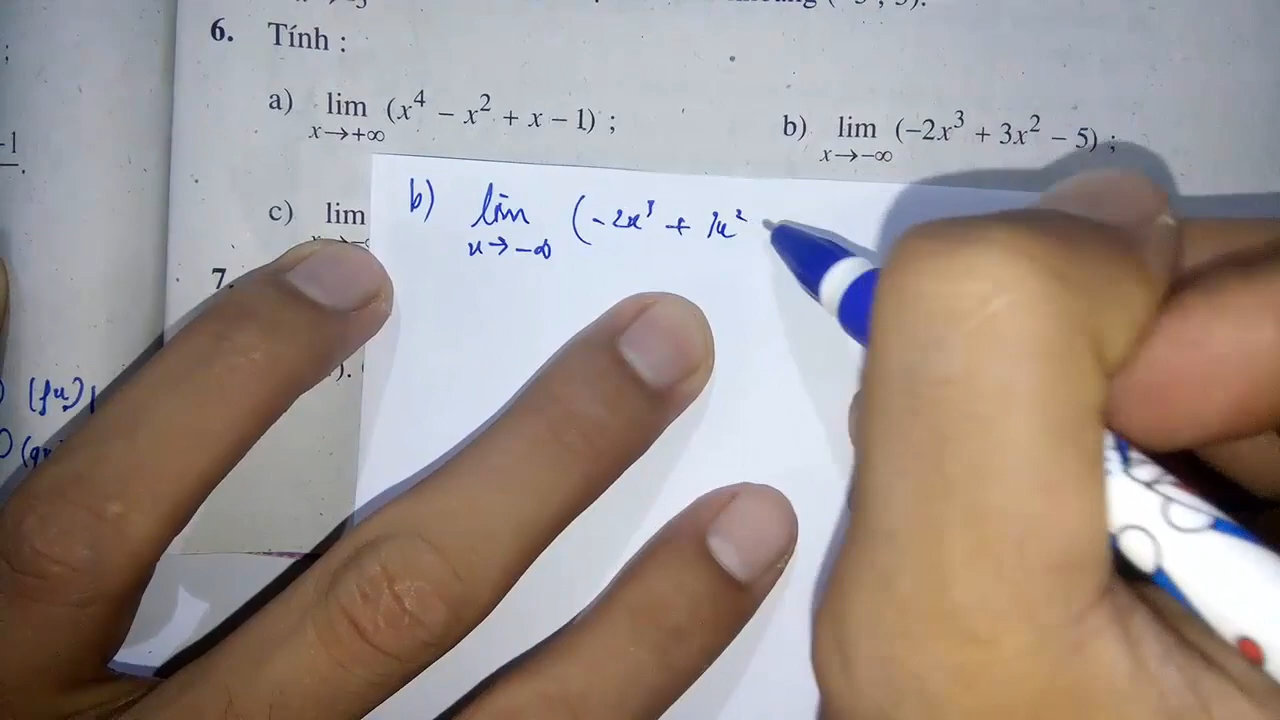 6. Tính :
a) lim (x⁴ – x² + x – 1) ;
x→+∞
b) lim (–2x³ + 3x² – 5) ;
x→–∞
c) lim
7.
b) lim (-2x³ + 3x²
x→-∞